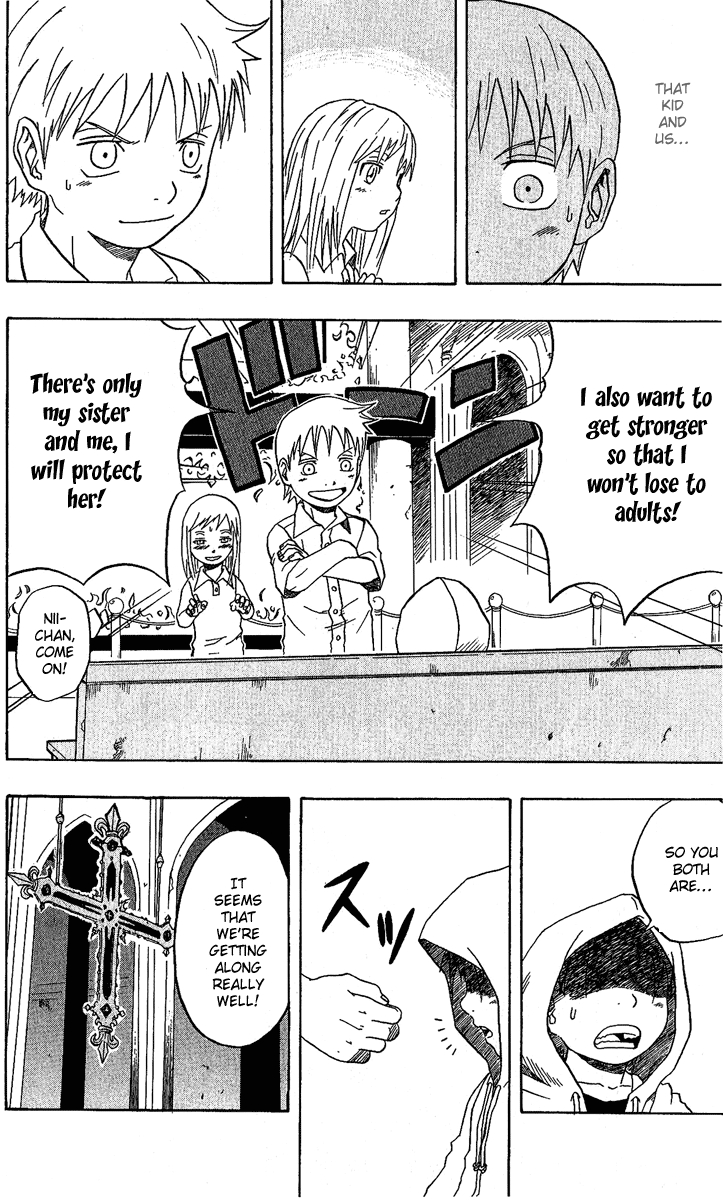 THAT
KID
AND
US...
I also want to
get stronger
so that I
won't lose to
adults!
ドーン
There's only
my sister
and me, I
will protect
her!
NII-
CHAN,
COME
ON!
SO YOU
BOTH
ARE...
スッ
IT
SEEMS
THAT
WE'RE
GETTING
ALONG
REALLY
WELL!